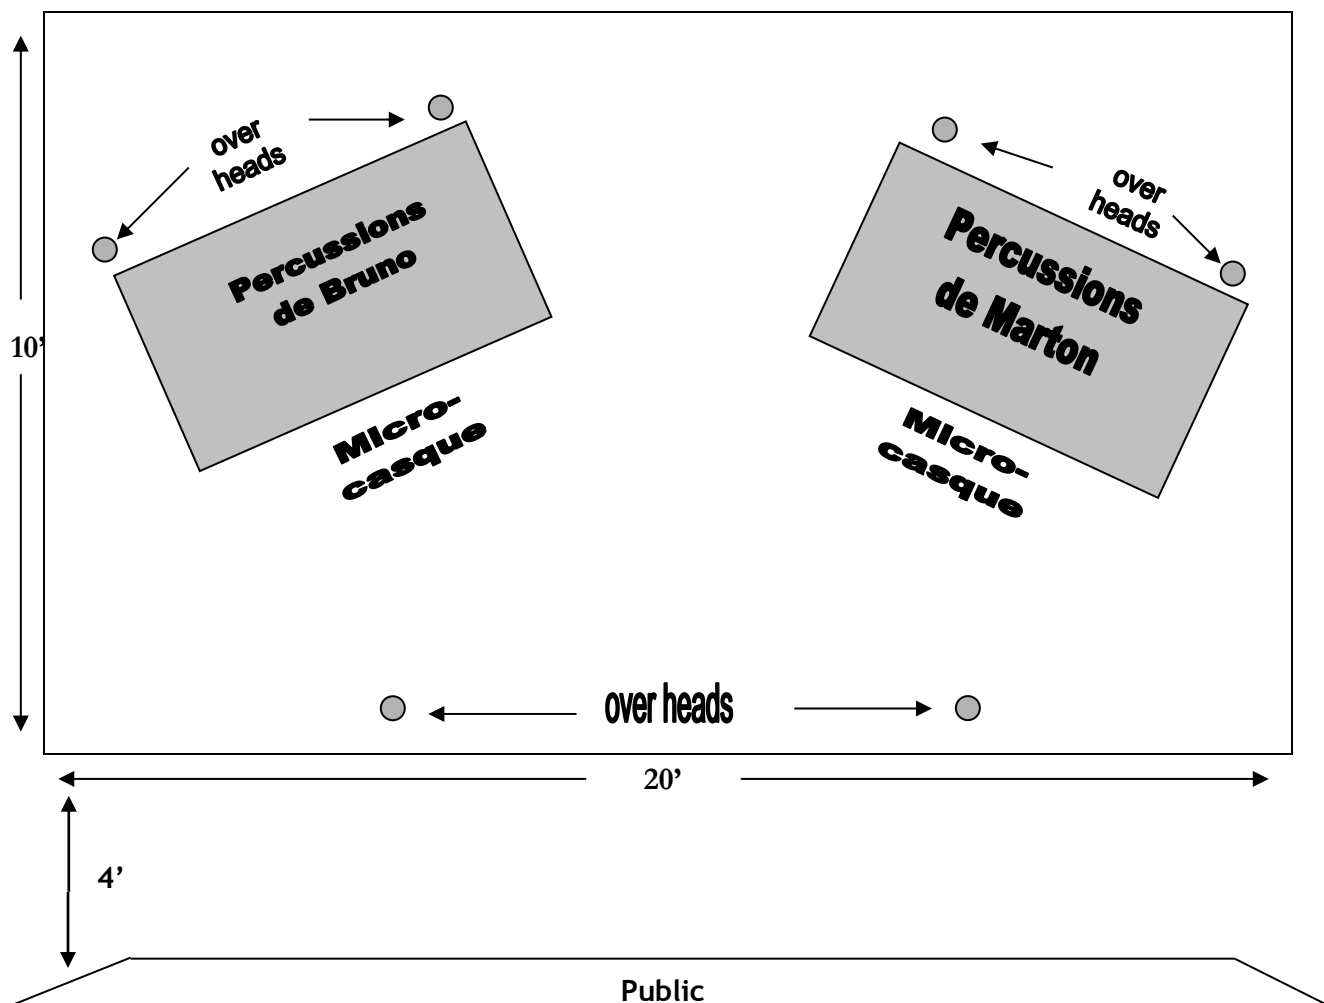 over
heads
over
heads
Percussions
de Bruno
Percussions
de Marton
10’
Micro-
casque
Micro-
casque
over heads
20’
4’
Public